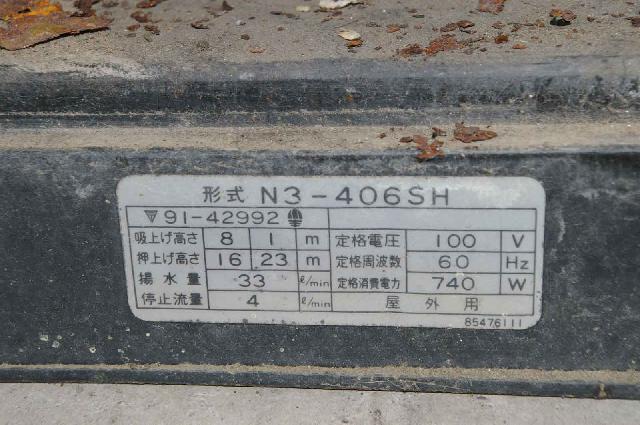 形式 N3-406SH
▽91-42992
吸上げ高さ 8 1 m 定格電圧 100 V
押上げ高さ 16 23 m 定格周波数 60 Hz
揚水量 33 ℓ/min 定格消費電力 740 W
停止流量 4 ℓ/min 屋外用
85476111